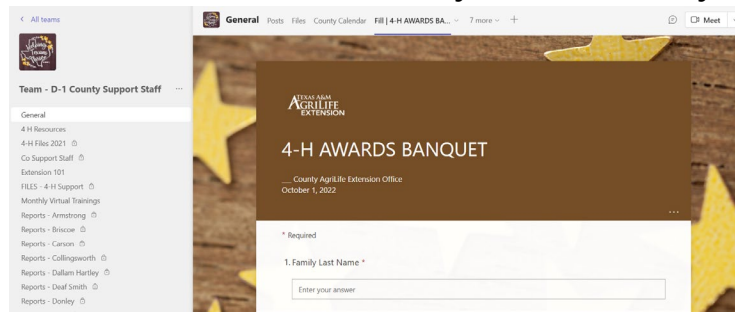 < All teams
Team - D-1 County Support Staff ...
General
4 H Resources
4-H Files 2021
Co Support Staff
Extension 101
FILES - 4-H Support
Monthly Virtual Trainings
Reports - Armstrong
Reports - Briscoe
Reports - Carson
Reports - Collingsworth
Reports - Dallam Hartley
Reports - Deaf Smith
Reports - Donley
General Posts Files County Calendar Fill | 4-H AWARDS BA... 7 more +
Meet
TEXAS A&M
AGRILIFE
EXTENSION
4-H AWARDS BANQUET
__ County AgriLife Extension Office
October 1, 2022
...
* Required
1. Family Last Name *
Enter your answer